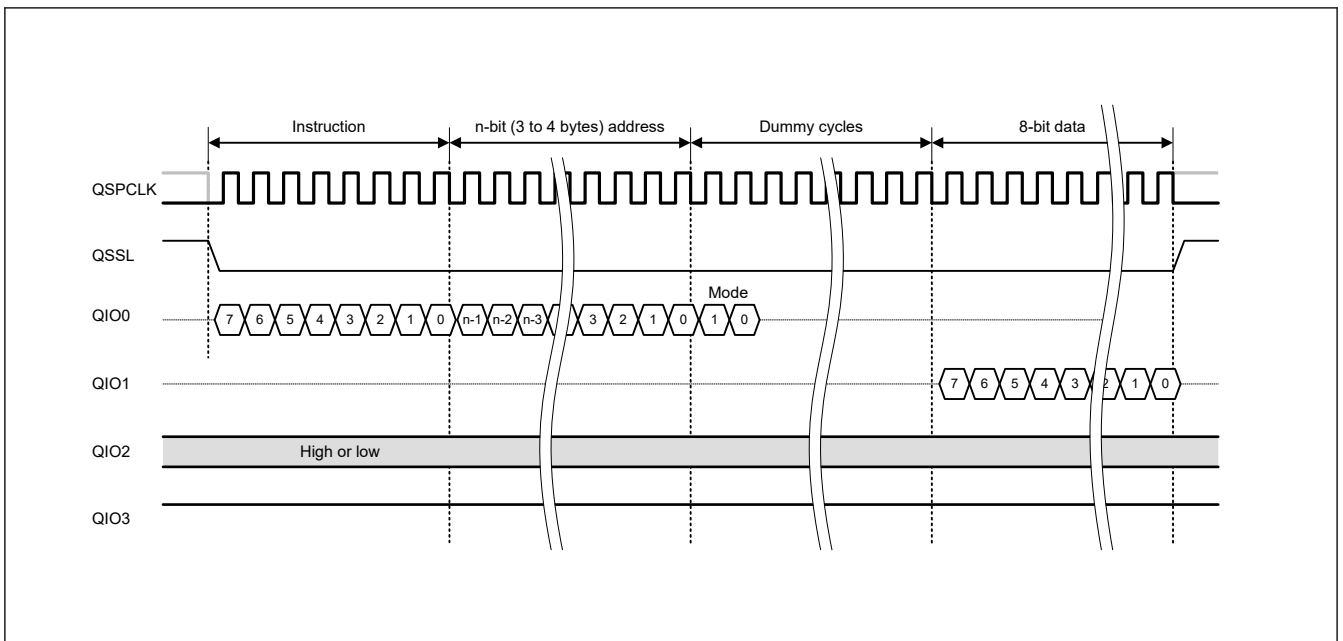 Instruction n-bit (3 to 4 bytes) address Dummy cycles 8-bit data
QSPCLK
QSSL
Mode
QIO0 7 6 5 4 3 2 1 0 n-1 n-2 n-3 3 2 1 0 1 0
QIO1 7 6 5 4 3 2 1 0
QIO2 High or low
QIO3